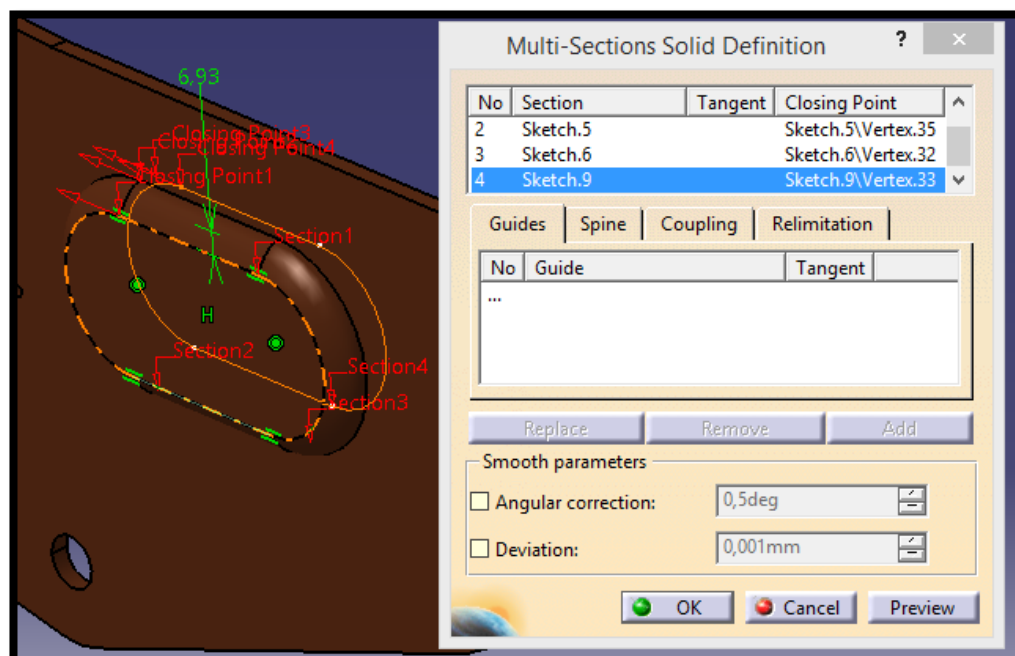 Multi-Sections Solid Definition
?
No Section Tangent Closing Point
2 Sketch.5 Sketch.5\Vertex.35
3 Sketch.6 Sketch.6\Vertex.32
4 Sketch.9 Sketch.9\Vertex.33
Guides Spine Coupling Relimitation
No Guide Tangent
...
Replace Remove Add
Smooth parameters
Angular correction: 0,5deg
Deviation: 0,001mm
OK Cancel Preview
6,93
Closing Point3
Closing Point4
Closing Point1
Section1
H
Section2
Section4
Section3